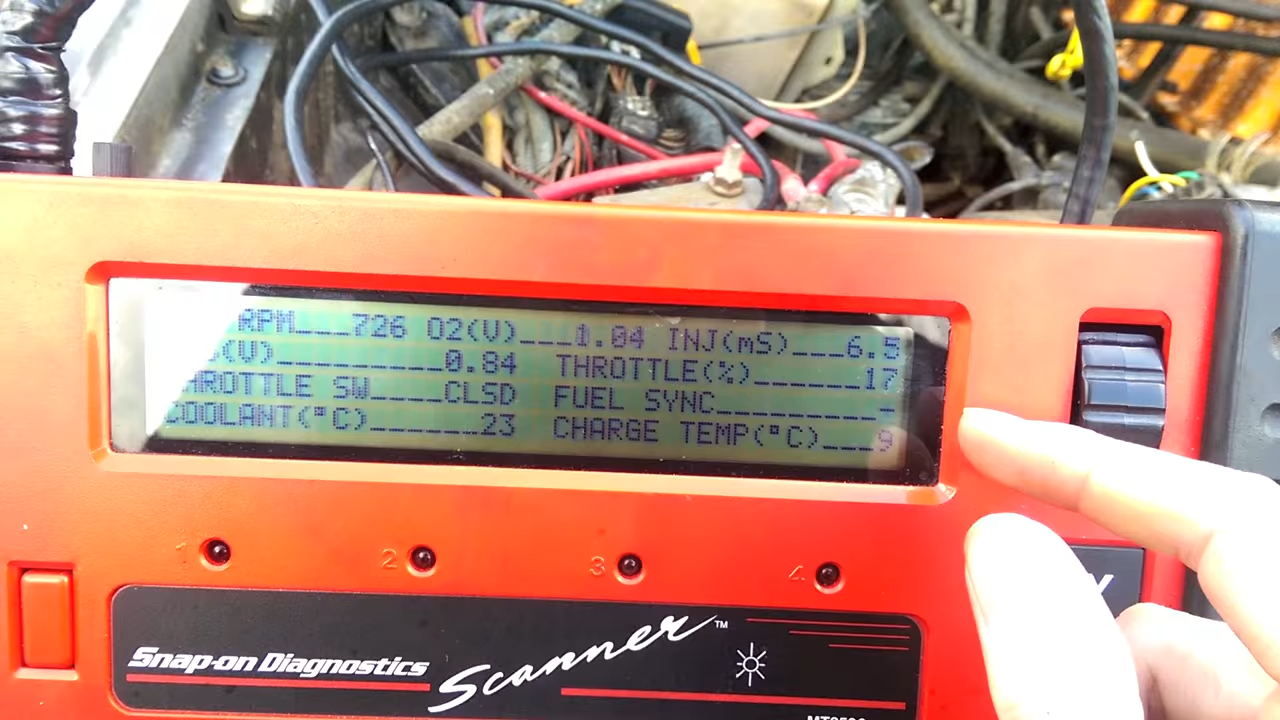 RPM___726 O2(V)___1.04 INJ(mS)___6.5
(V)__________0.84 THROTTLE(%)______17
THROTTLE SW____CLSD FUEL SYNC_________-
COOLANT(°C)______23 CHARGE TEMP(°C)___9
1 2 3 4
Snap-on Diagnostics Scanner™